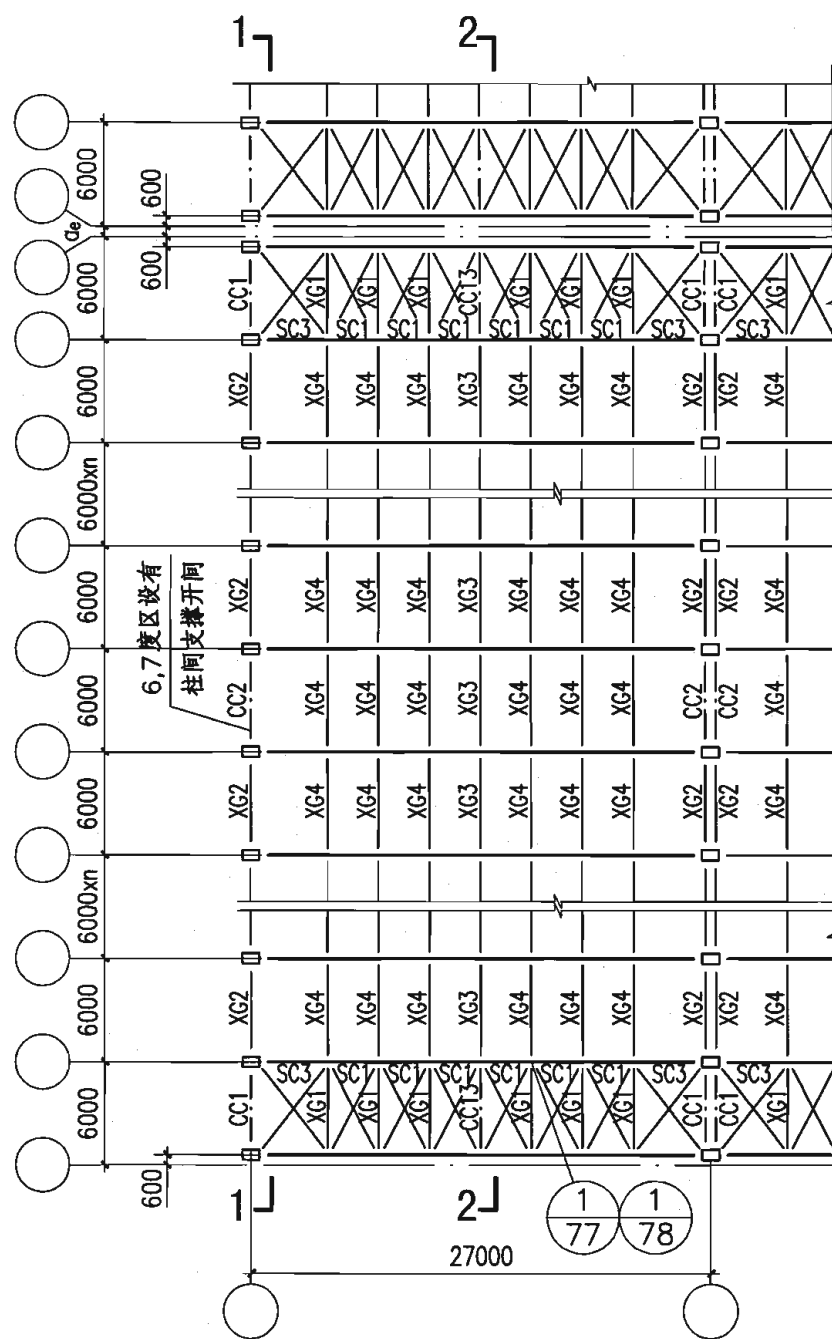 1 2
6000 600
ae
600 6000 CC1 XG1 XG1 XG1 CC13 XG1 XG1 XG1 CC1 CC1 XG1
SC3 SC1 SC1 SC1 SC1 SC1 SC1 SC3 SC3
6000 XG2 XG4 XG4 XG4 XG3 XG4 XG4 XG4 XG2 XG2 XG4
6000xn
6,7度区设有
柱间支撑开间
6000 XG2 XG4 XG4 XG4 XG3 XG4 XG4 XG4 XG2 XG2 XG4
6000 CC2 XG4 XG4 XG4 XG3 XG4 XG4 XG4 CC2 CC2 XG4
6000 XG2 XG4 XG4 XG4 XG3 XG4 XG4 XG4 XG2 XG2 XG4
6000xn
6000 XG2 XG4 XG4 XG4 XG3 XG4 XG4 XG4 XG2 XG2 XG4
SC3 SC1 SC1 SC1 SC1 SC1 SC1 SC3 SC3
6000 CC1 XG1 XG1 XG1 CC13 XG1 XG1 XG1 CC1 CC1 XG1
600
1 2
1 1
77 78
27000